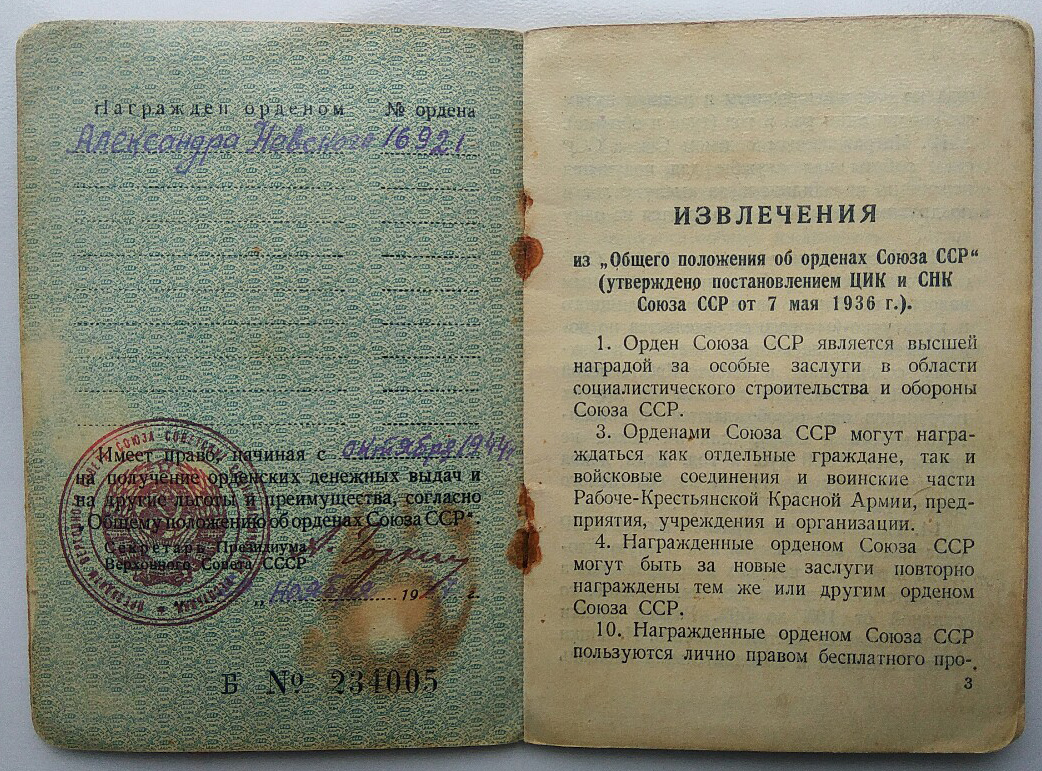 Награжден орденом № ордена
Александра Невского 16921
Имеет право, начиная с октября 1944 г.
на получение орденских денежных выдач и
на другие льготы и преимущества, согласно
„Общему положению об орденах Союза ССР“.
Секретарь Президиума
Верховного Совета СССР
ноября 1947 г.
Б № 234005
ИЗВЛЕЧЕНИЯ
из „Общего положения об орденах Союза ССР“
(утверждено постановлением ЦИК и СНК
Союза ССР от 7 мая 1936 г.).
1. Орден Союза ССР является высшей
наградой за особые заслуги в области
социалистического строительства и обороны
Союза ССР.
3. Орденами Союза ССР могут награ-
ждаться как отдельные граждане, так и
войсковые соединения и воинские части
Рабоче-Крестьянской Красной Армии, пред-
приятия, учреждения и организации.
4. Награжденные орденом Союза ССР
могут быть за новые заслуги повторно
награждены тем же или другим орденом
Союза ССР.
10. Награжденные орденом Союза ССР
пользуются лично правом бесплатного про-
3